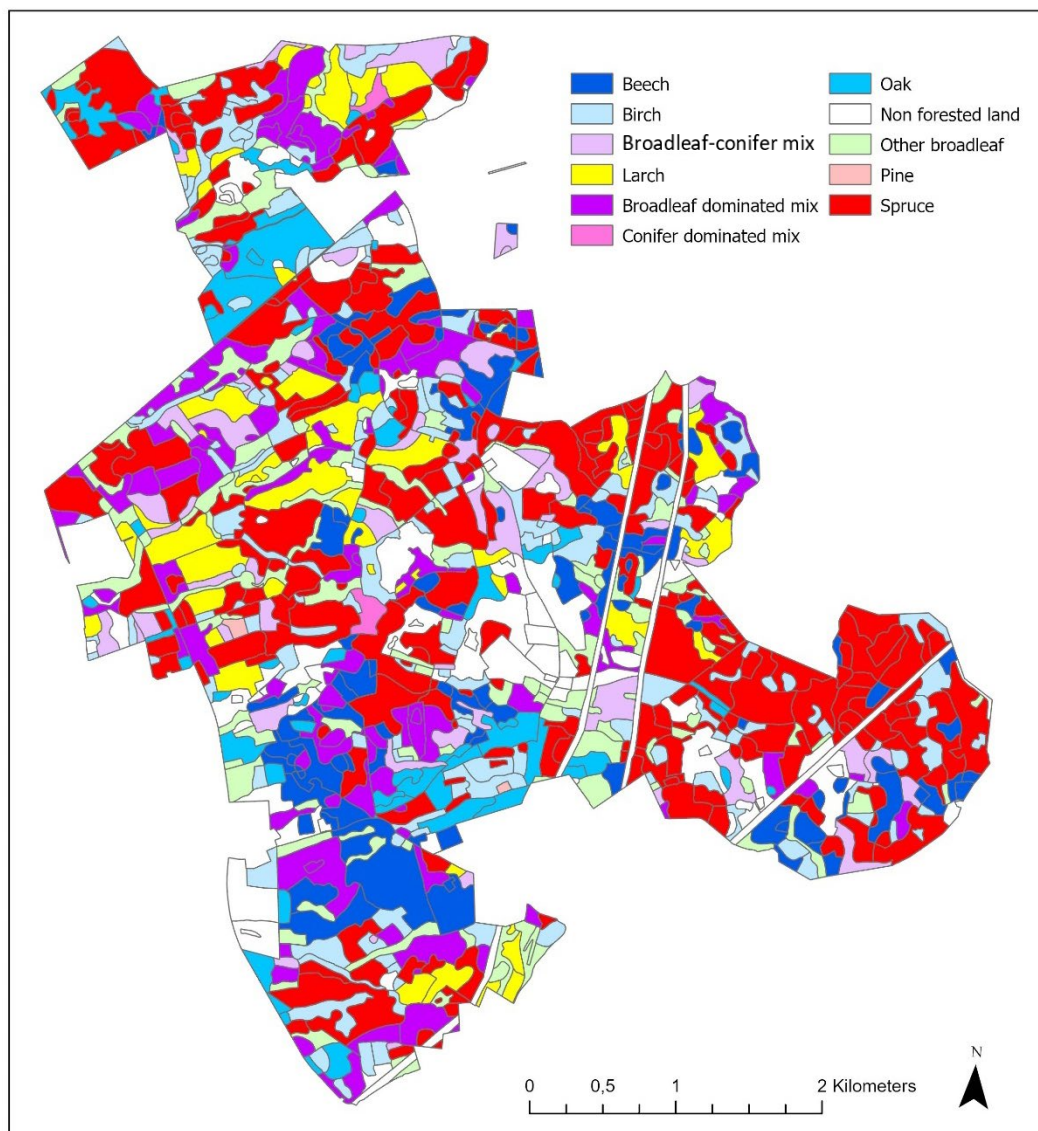 Beech
Birch
Broadleaf-conifer mix
Larch
Broadleaf dominated mix
Conifer dominated mix
Oak
Non forested land
Other broadleaf
Pine
Spruce
N
0 0,5 1 2 Kilometers